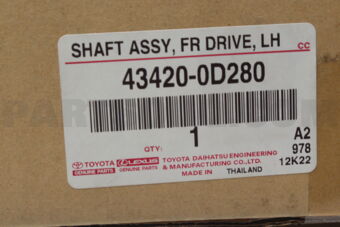 SHAFT ASSY, FR DRIVE, LH CC
43420-0D280
QTY: 1 A2
978
TOYOTA LEXUS TOYOTA DAIHATSU ENGINEERING
GENUINE PARTS GENUINE PARTS & MANUFACTURING CO.,LTD. 12K22
MADE IN THAILAND